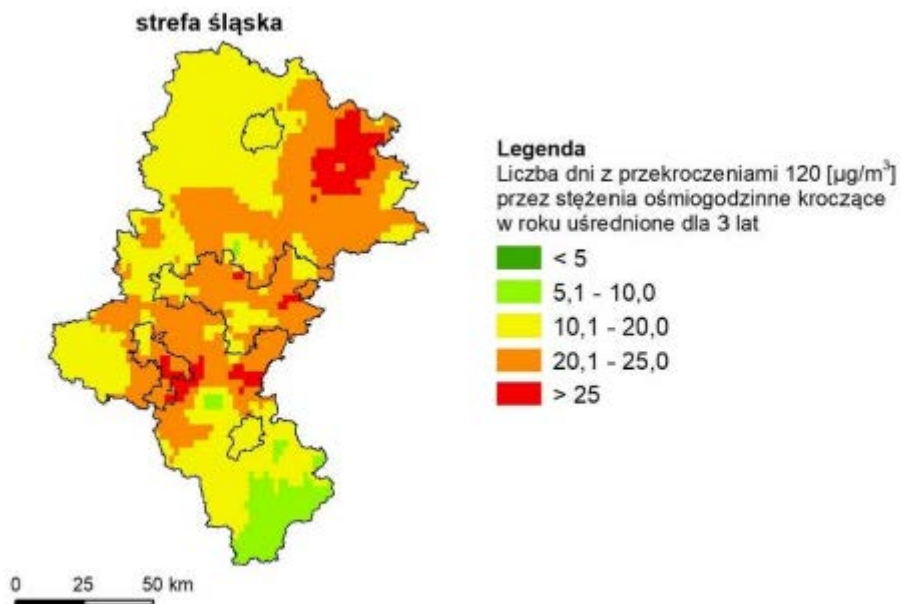 strefa śląska
Legenda
Liczba dni z przekroczeniami 120 [µg/m³]
przez stężenia ośmiogodzinne kroczące
w roku uśrednione dla 3 lat
< 5
5,1 - 10,0
10,1 - 20,0
20,1 - 25,0
> 25
0 25 50 km